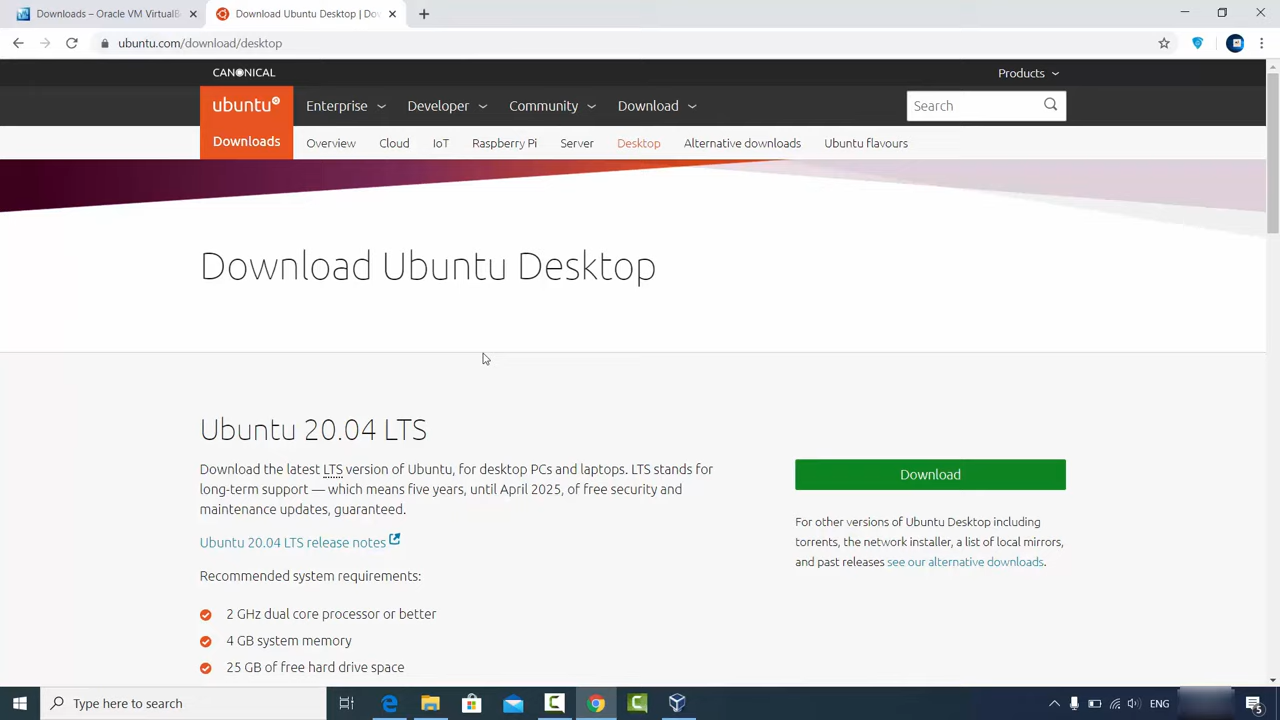 Downloads – Oracle VM VirtualB
Download Ubuntu Desktop | Do
ubuntu.com/download/desktop
CANONICAL
Products
ubuntu
Enterprise
Developer
Community
Download
Search
Downloads
Overview
Cloud
IoT
Raspberry Pi
Server
Desktop
Alternative downloads
Ubuntu flavours
Download Ubuntu Desktop
Ubuntu 20.04 LTS
Download the latest LTS version of Ubuntu, for desktop PCs and laptops. LTS stands for
long-term support — which means five years, until April 2025, of free security and
maintenance updates, guaranteed.
Ubuntu 20.04 LTS release notes
Recommended system requirements:
2 GHz dual core processor or better
4 GB system memory
25 GB of free hard drive space
Download
For other versions of Ubuntu Desktop including
torrents, the network installer, a list of local mirrors,
and past releases see our alternative downloads.
Type here to search
ENG
5